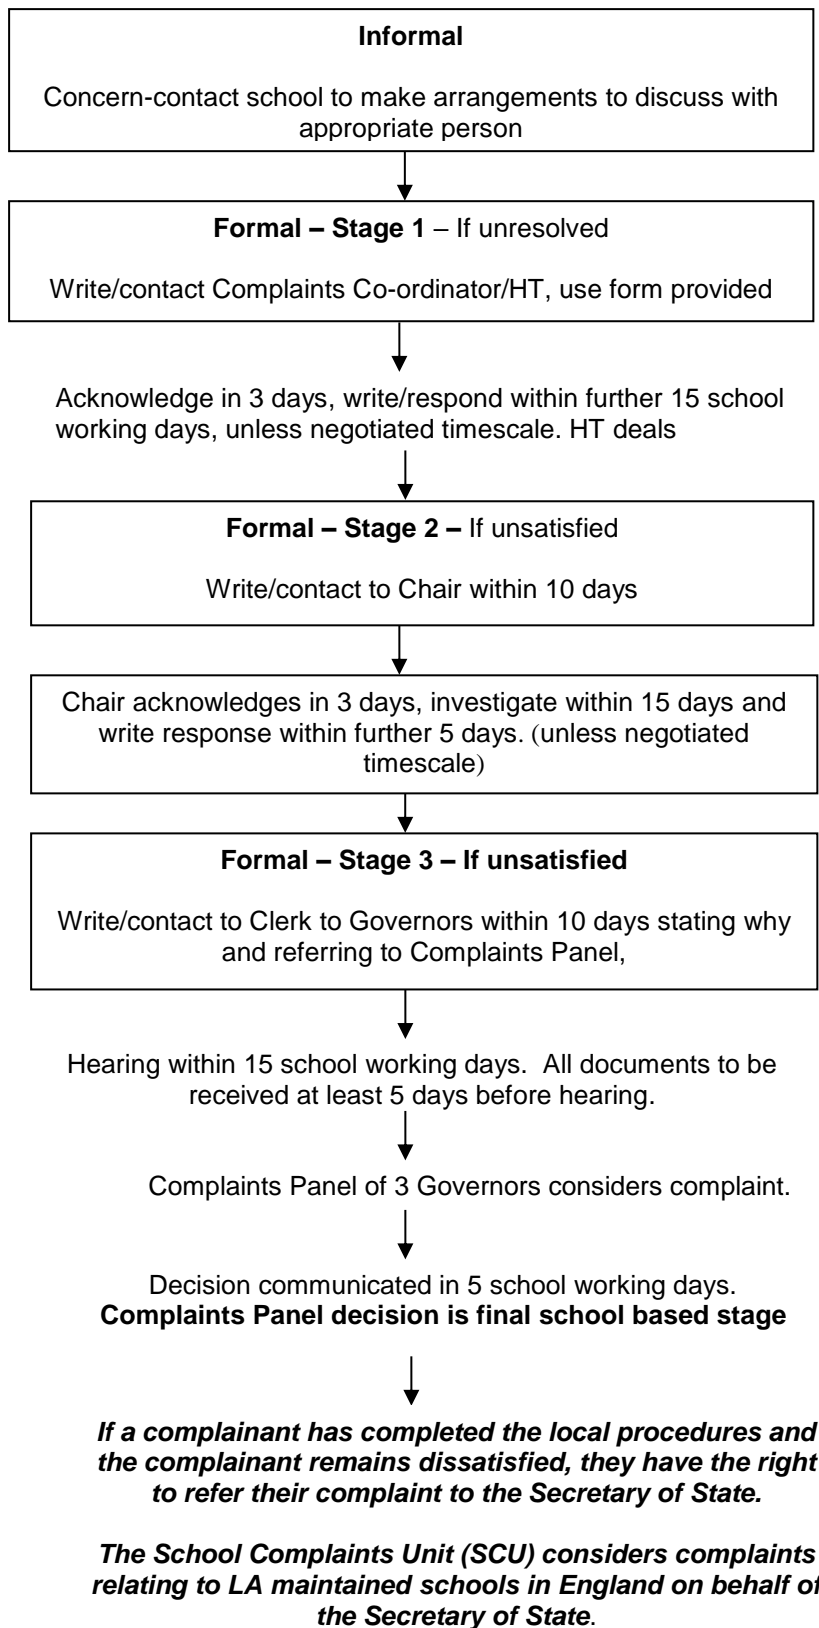 Informal
Concern-contact school to make arrangements to discuss with
appropriate person
Formal – Stage 1 – If unresolved
Write/contact Complaints Co-ordinator/HT, use form provided
Acknowledge in 3 days, write/respond within further 15 school
working days, unless negotiated timescale. HT deals
Formal – Stage 2 – If unsatisfied
Write/contact to Chair within 10 days
Chair acknowledges in 3 days, investigate within 15 days and
write response within further 5 days. (unless negotiated
timescale)
Formal – Stage 3 – If unsatisfied
Write/contact to Clerk to Governors within 10 days stating why
and referring to Complaints Panel,
Hearing within 15 school working days.  All documents to be
received at least 5 days before hearing.
Complaints Panel of 3 Governors considers complaint.
Decision communicated in 5 school working days.
Complaints Panel decision is final school based stage
If a complainant has completed the local procedures and
the complainant remains dissatisfied, they have the right
to refer their complaint to the Secretary of State.
The School Complaints Unit (SCU) considers complaints
relating to LA maintained schools in England on behalf of
the Secretary of State.